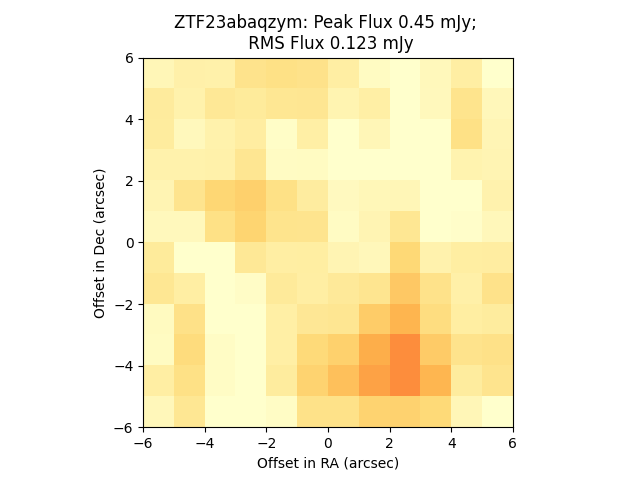 ZTF23abaqzym: Peak Flux 0.45 mJy;
RMS Flux 0.123 mJy
6
4
2
0
−2
−4
−6
Offset in Dec (arcsec)
−6 −4 −2 0 2 4 6
Offset in RA (arcsec)